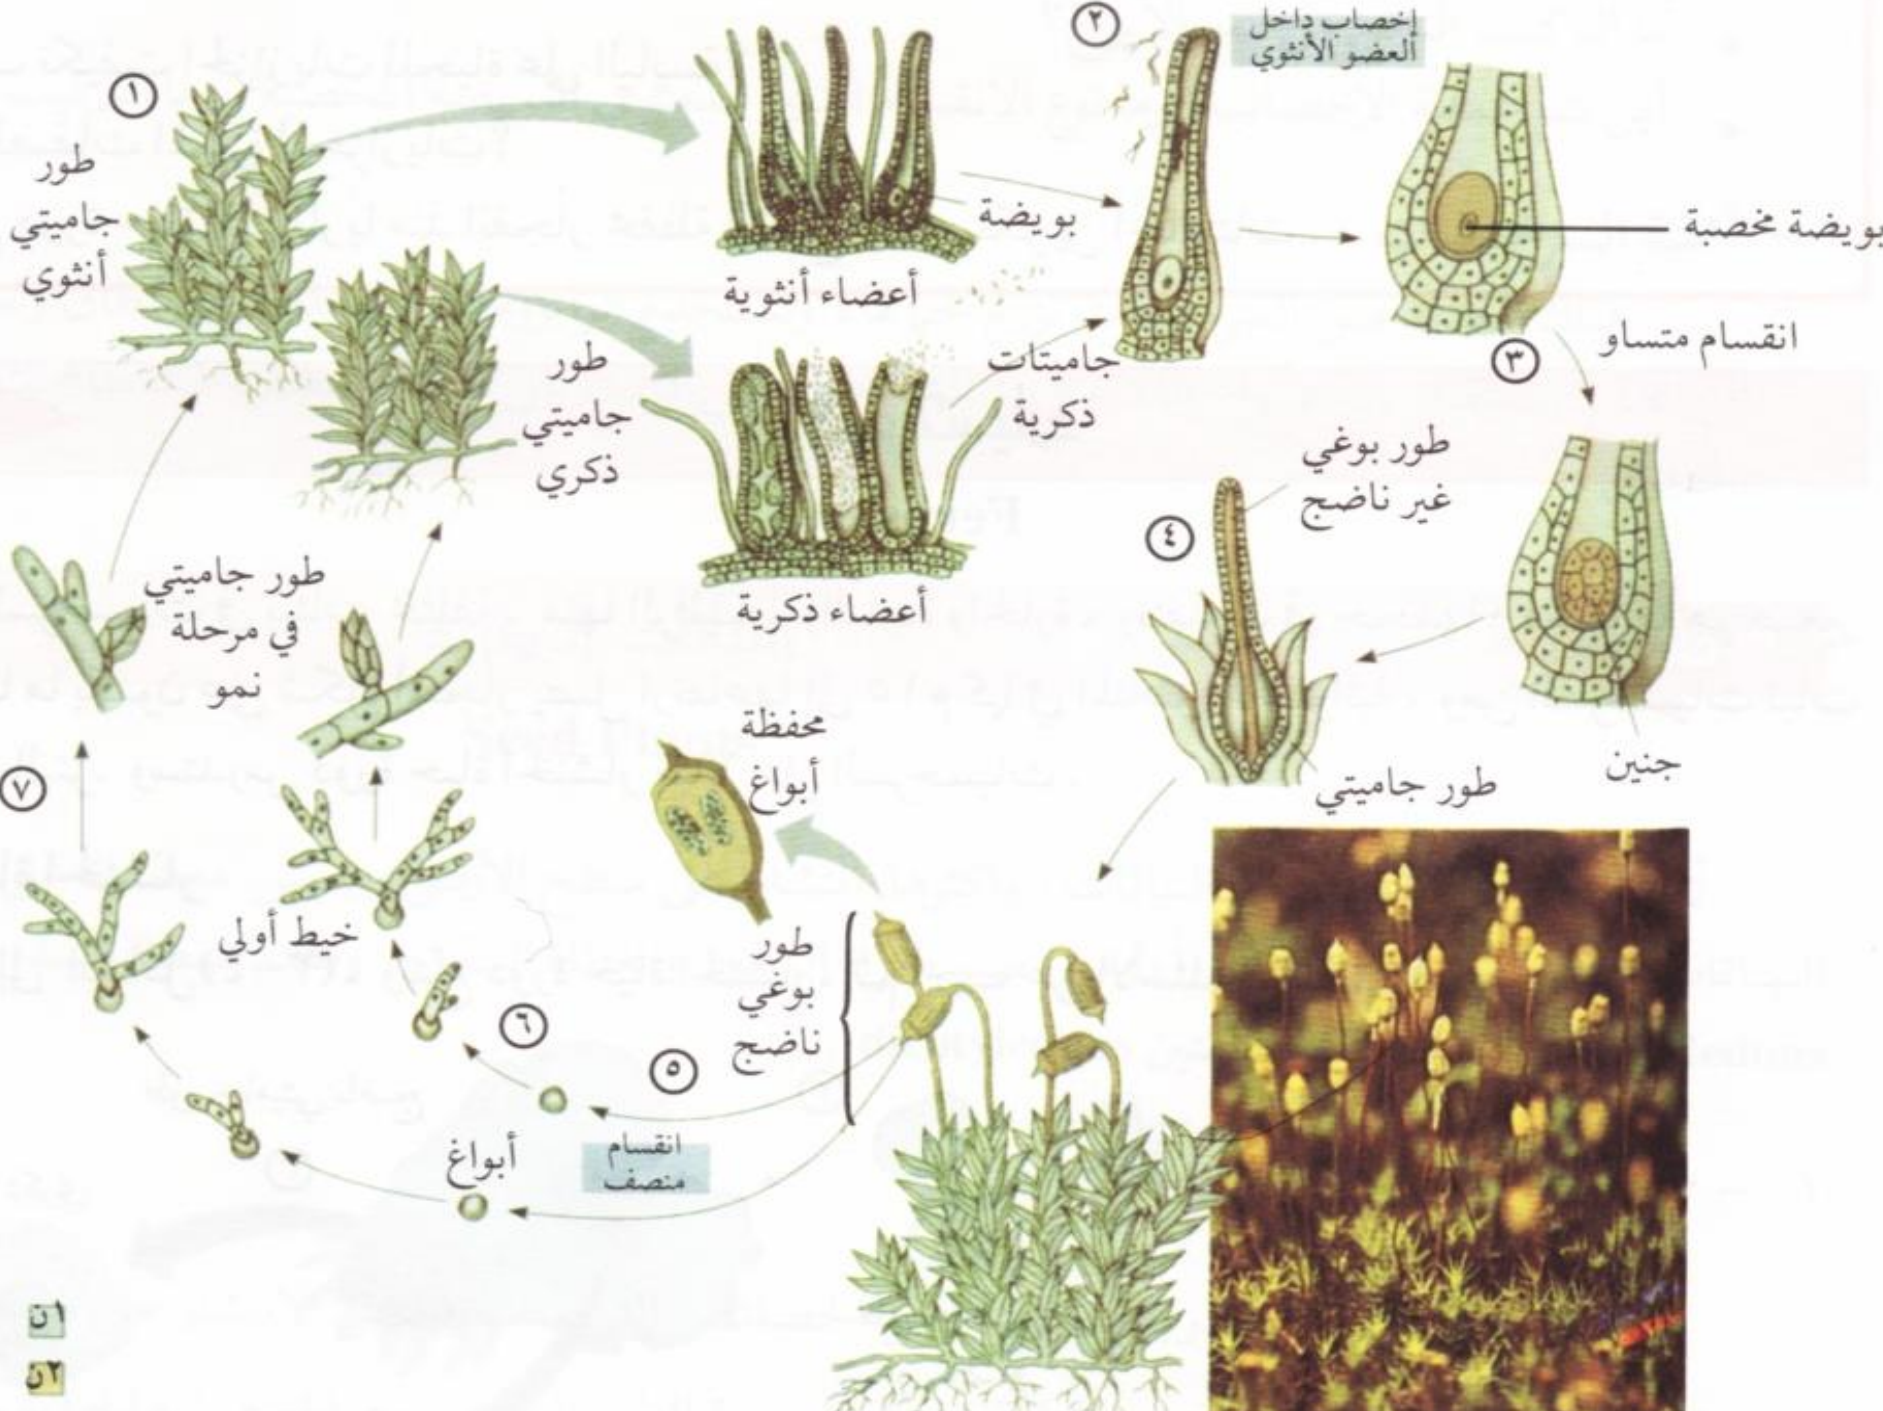 ١
طور
جاميتي
أنثوي
طور
جاميتي
ذكري
بويضة
أعضاء أنثوية
جاميتات
ذكرية
أعضاء ذكرية
٢
إخصاب داخل
العضو الأنثوي
بويضة مخصبة
٣
انقسام متساو
جنين
٤
طور بوغي
غير ناضج
طور جاميتي
محفظة
أبواغ
طور
بوغي
ناضج
٥
انقسام
منصف
أبواغ
٦
خيط أولي
٧
طور جاميتي
في مرحلة
نمو
١ن
٢ن